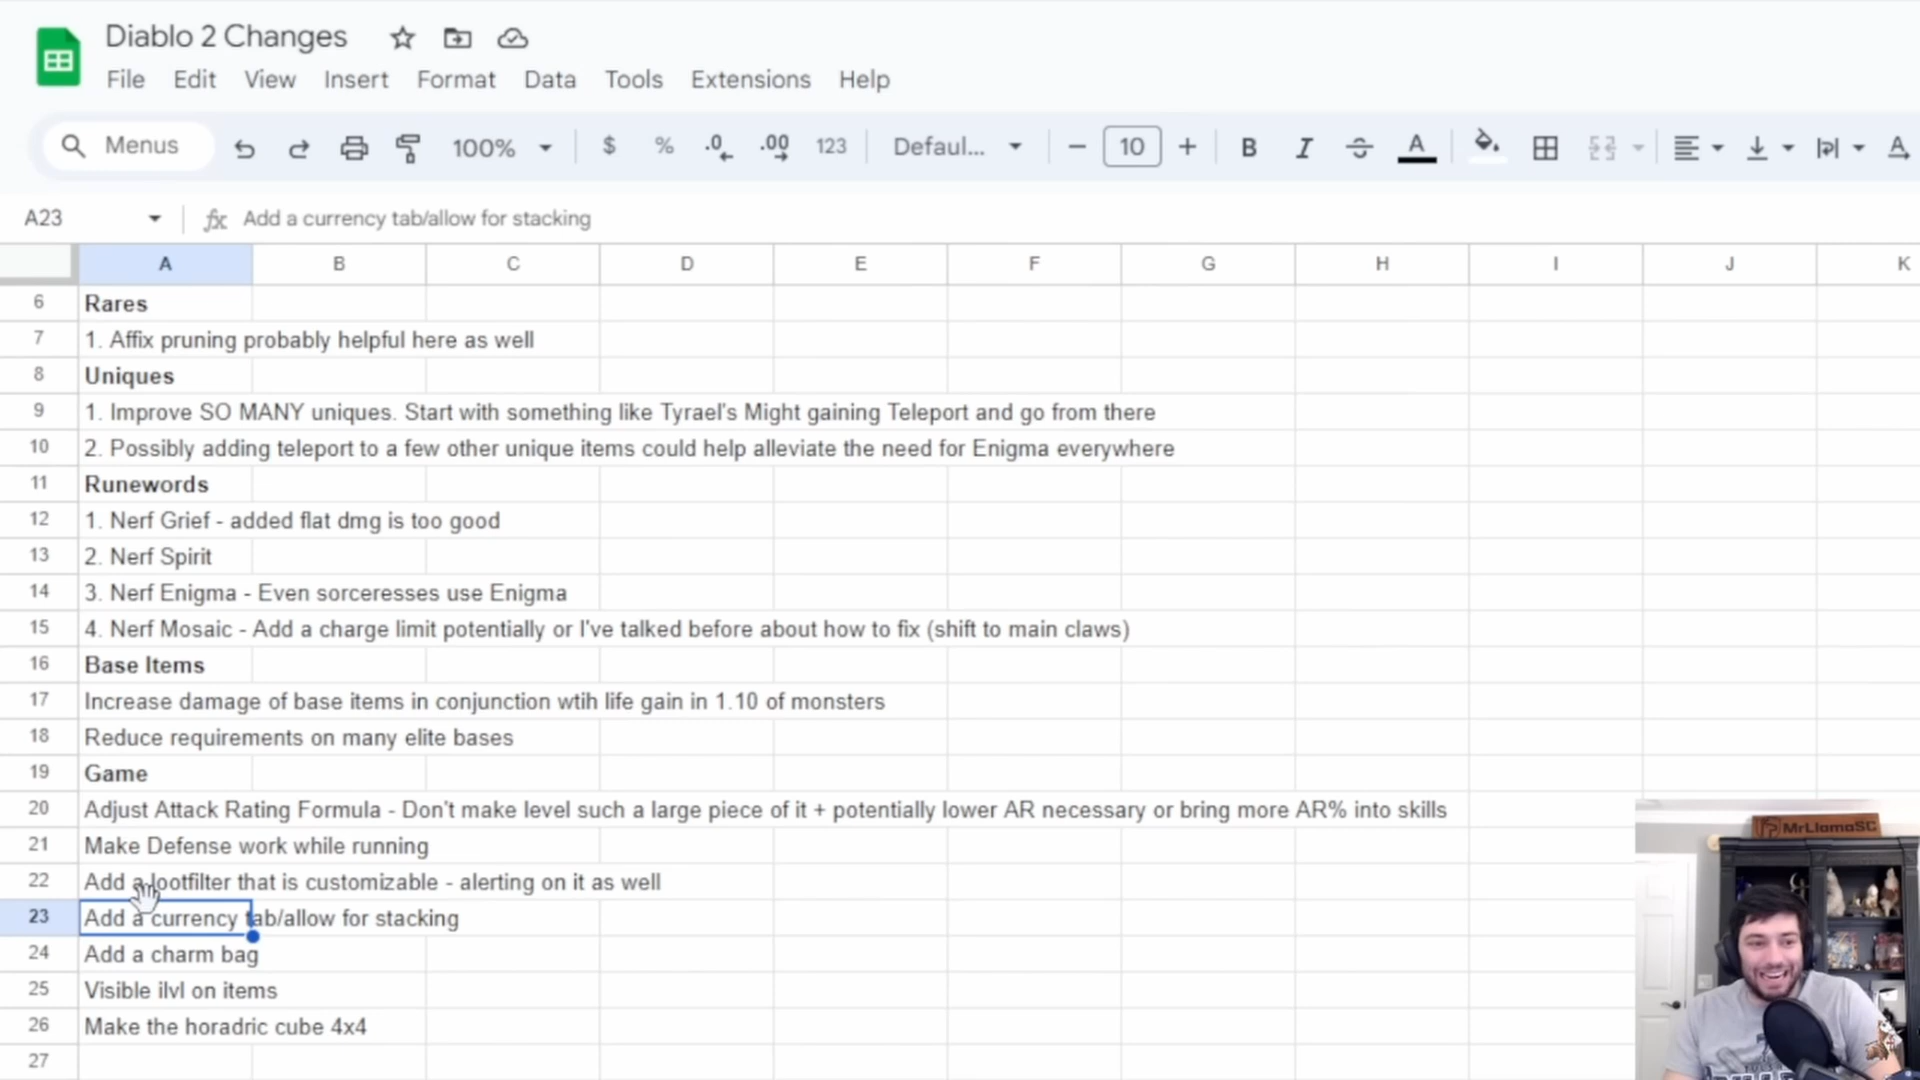 Diablo 2 Changes
File Edit View Insert Format Data Tools Extensions Help
Menus 100% $ % .0 .00 123 Defaul... 10 B I A
A23 fx Add a currency tab/allow for stacking
A B C D E F G H I J K
6 Rares
7 1. Affix pruning probably helpful here as well
8 Uniques
9 1. Improve SO MANY uniques. Start with something like Tyrael's Might gaining Teleport and go from there
10 2. Possibly adding teleport to a few other unique items could help alleviate the need for Enigma everywhere
11 Runewords
12 1. Nerf Grief - added flat dmg is too good
13 2. Nerf Spirit
14 3. Nerf Enigma - Even sorceresses use Enigma
15 4. Nerf Mosaic - Add a charge limit potentially or I've talked before about how to fix (shift to main claws)
16 Base Items
17 Increase damage of base items in conjunction wtih life gain in 1.10 of monsters
18 Reduce requirements on many elite bases
19 Game
20 Adjust Attack Rating Formula - Don't make level such a large piece of it + potentially lower AR necessary or bring more AR% into skills
21 Make Defense work while running
22 Add a lootfilter that is customizable - alerting on it as well
23 Add a currency tab/allow for stacking
24 Add a charm bag
25 Visible ilvl on items
26 Make the horadric cube 4x4
27
MrLlamaSC